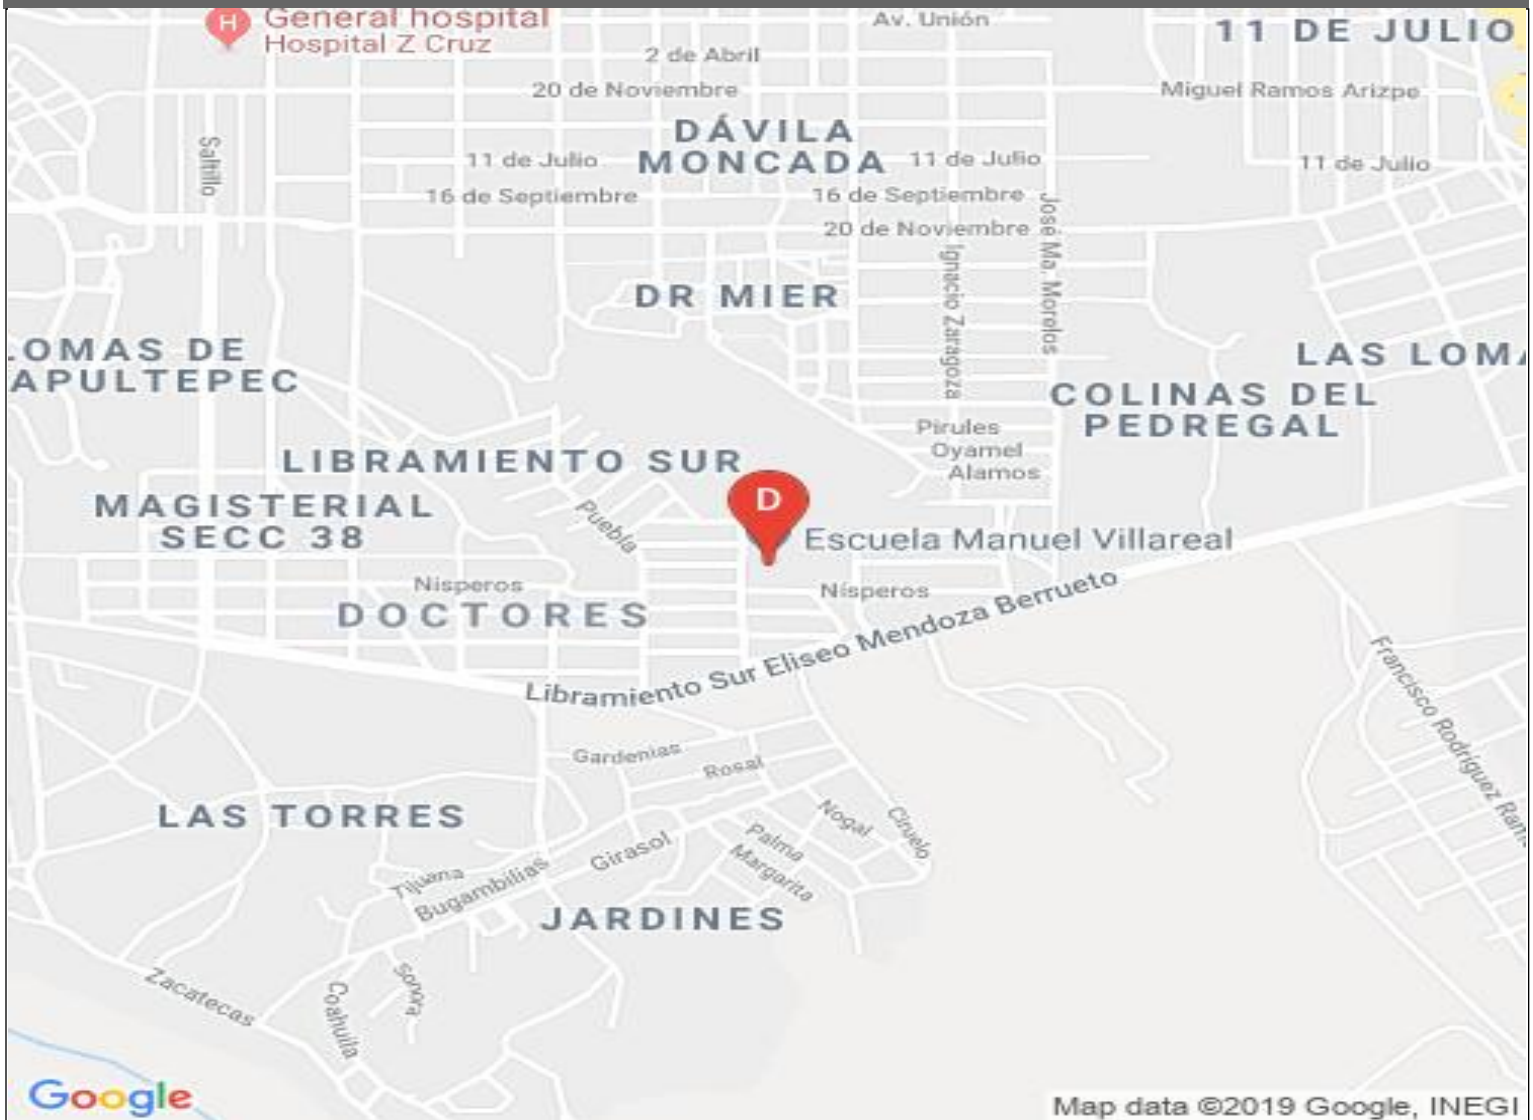 H
General hospital
Hospital Z Cruz
Av. Unión
11 DE JULIO
2 de Abril
20 de Noviembre
Miguel Ramos Arizpe
Saltillo
DÁVILA
MONCADA
11 de Julio
11 de Julio
11 de Julio
16 de Septiembre
16 de Septiembre
20 de Noviembre
José Ma. Morelos
Ignacio Zaragoza
DR MIER
LOMAS DE
APULTEPEC
LAS LOMA
COLINAS DEL
PEDREGAL
Pirules
Oyamel
Alamos
LIBRAMIENTO SUR
MAGISTERIAL
SECC 38
Puebla
D
Escuela Manuel Villareal
Nisperos
Nísperos
DOCTORES
Libramiento Sur Eliseo Mendoza Berrueto
Francisco Rodríguez Ram
Gardenias
Rosal
LAS TORRES
Nogal
Ciruelo
Palma
Margarita
Girasol
Tijuana
Bugambilias
JARDINES
Zacatecas
Sonora
Coahuila
Google
Map data ©2019 Google, INEGI